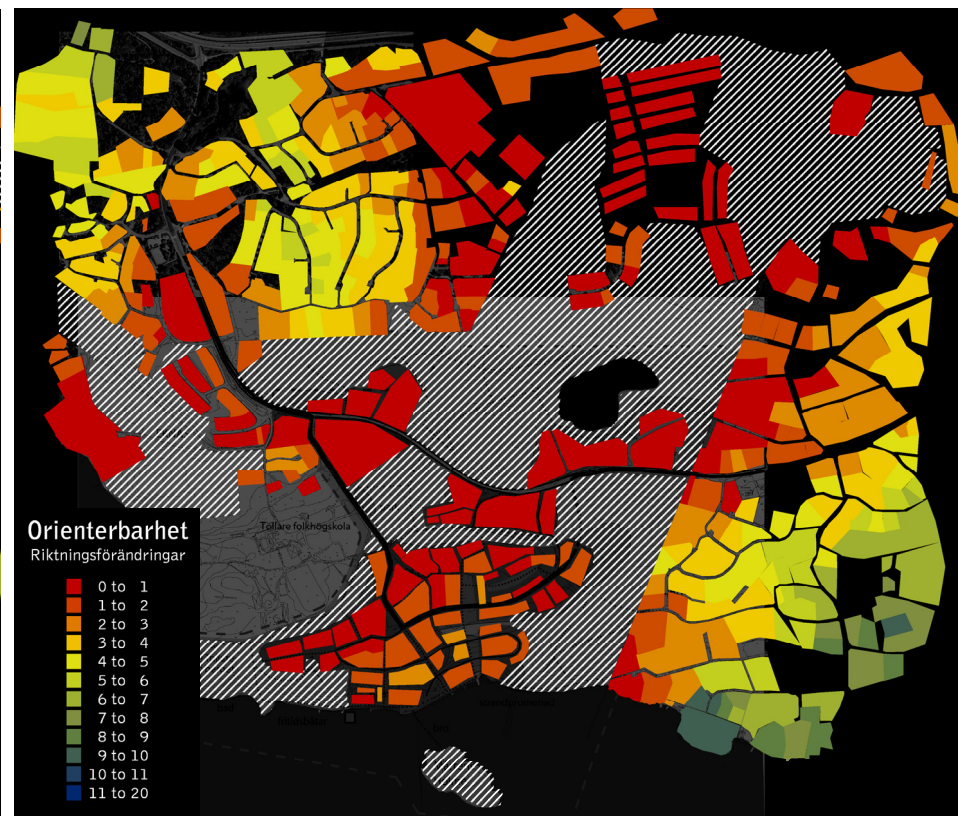 Tollare folkhögskola
Orienterbarhet
Riktningsförändringar
0 to 1
1 to 2
2 to 3
3 to 4
4 to 5
5 to 6
6 to 7
7 to 8
8 to 9
9 to 10
10 to 11
11 to 20
bad